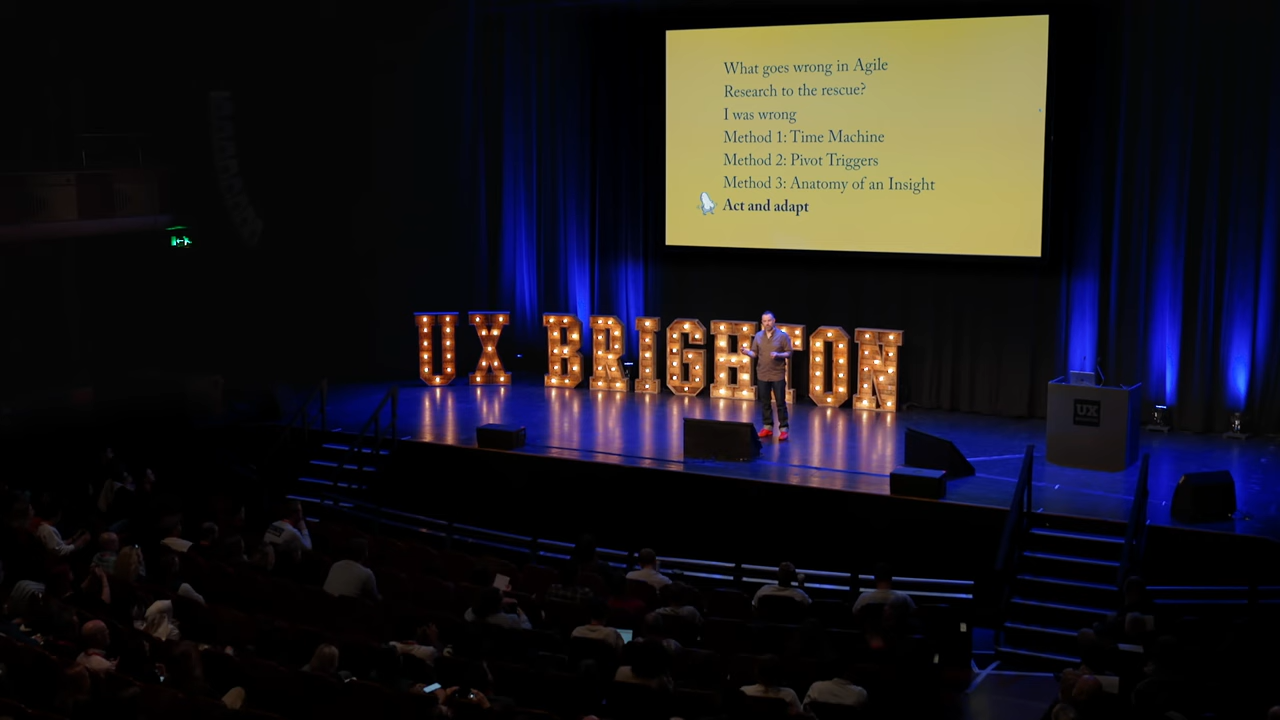 What goes wrong in Agile
Research to the rescue?
I was wrong
Method 1: Time Machine
Method 2: Pivot Triggers
Method 3: Anatomy of an Insight
Act and adapt
UX BRIGHTON
UX